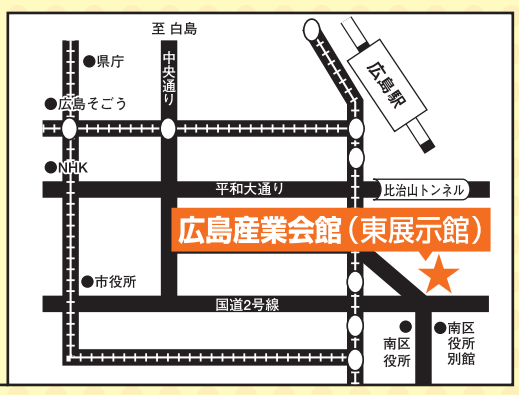 至 白島
県庁
中央通り
広島駅
広島そごう
NHK
平和大通り
比治山トンネル
広島産業会館（東展示館）
市役所
国道2号線
南区
役所
南区
役所
別館